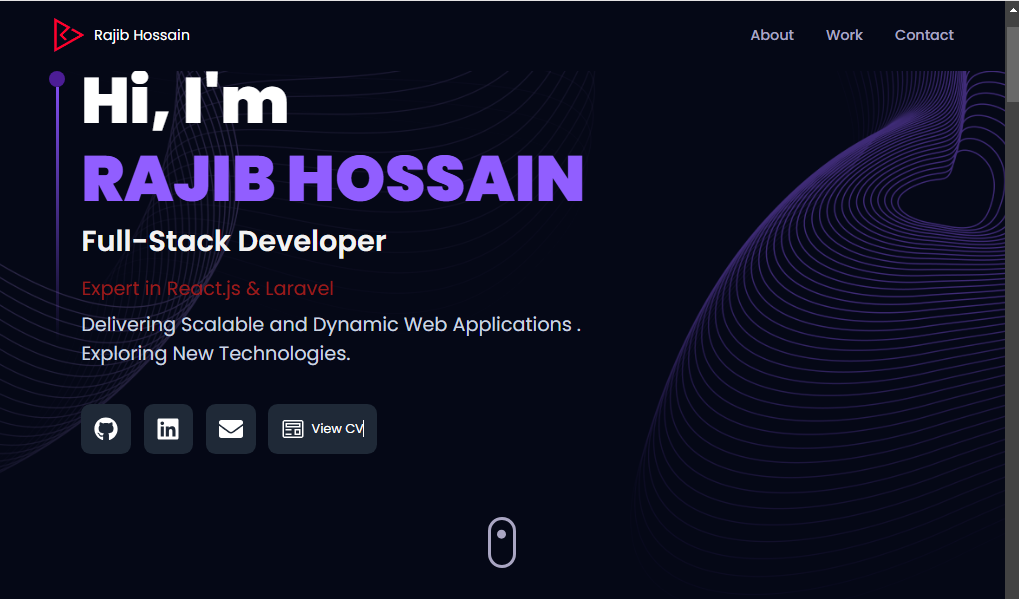 Rajib Hossain
About Work Contact
Hi, I'm
RAJIB HOSSAIN
Full-Stack Developer
Expert in React.js & Laravel
Delivering Scalable and Dynamic Web Applications .
Exploring New Technologies.
View CV